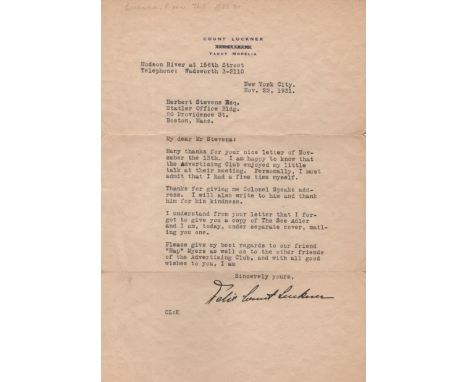 COUNT LUCKNER
YACHT MOPELIA
Hudson River at 156th Street
Telephone: Wadsworth 3-2110
New York City.
Nov. 22, 1931.
Herbert Stevens Esq.
Statler Office Bldg.
20 Providence St.
Boston, Mass.
My dear Mr Stevens:
Many thanks for your nice letter of Nov-
ember the 13th. I am happy to know that
the Advertising Club enjoyed my little
talk at their meeting. Personally, I must
admit that I had a fine time myself.
Thanks for giving me Colonel Speaks add-
ress. I will also write to him and thank
him for his kindness.
I understand from your letter that I for-
got to give you a copy of The See Adler
and I am, today, under separate cover, mail-
ing you one.
Please give my best regards to our friend
"Hap" Myers as well as to the other friends
of the Advertising Club, and with all good
wishes to you, I am
Sincerely yours,
Felix Count Luckner
CL:K